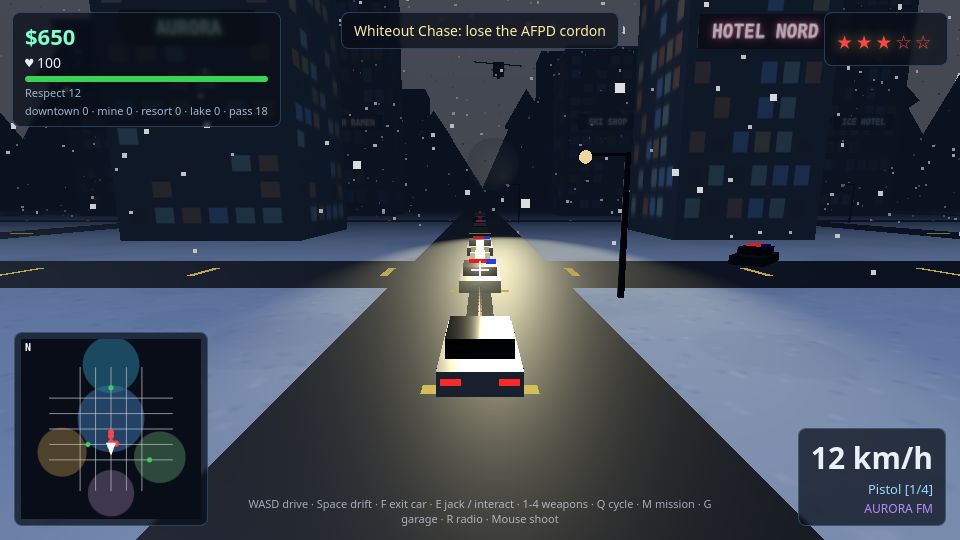 $650
♥ 100
Respect 12
downtown 0 · mine 0 · resort 0 · lake 0 · pass 18
AURORA
Whiteout Chase: lose the AFPD cordon
HOTEL NORD
★★★☆☆
RAMEN
SKI SHOP
ICE HOTEL
N
WASD drive · Space drift · F exit car · E jack / interact · 1-4 weapons · Q cycle · M mission · G
garage · R radio · Mouse shoot
12 km/h
Pistol [1/4]
AURORA FM